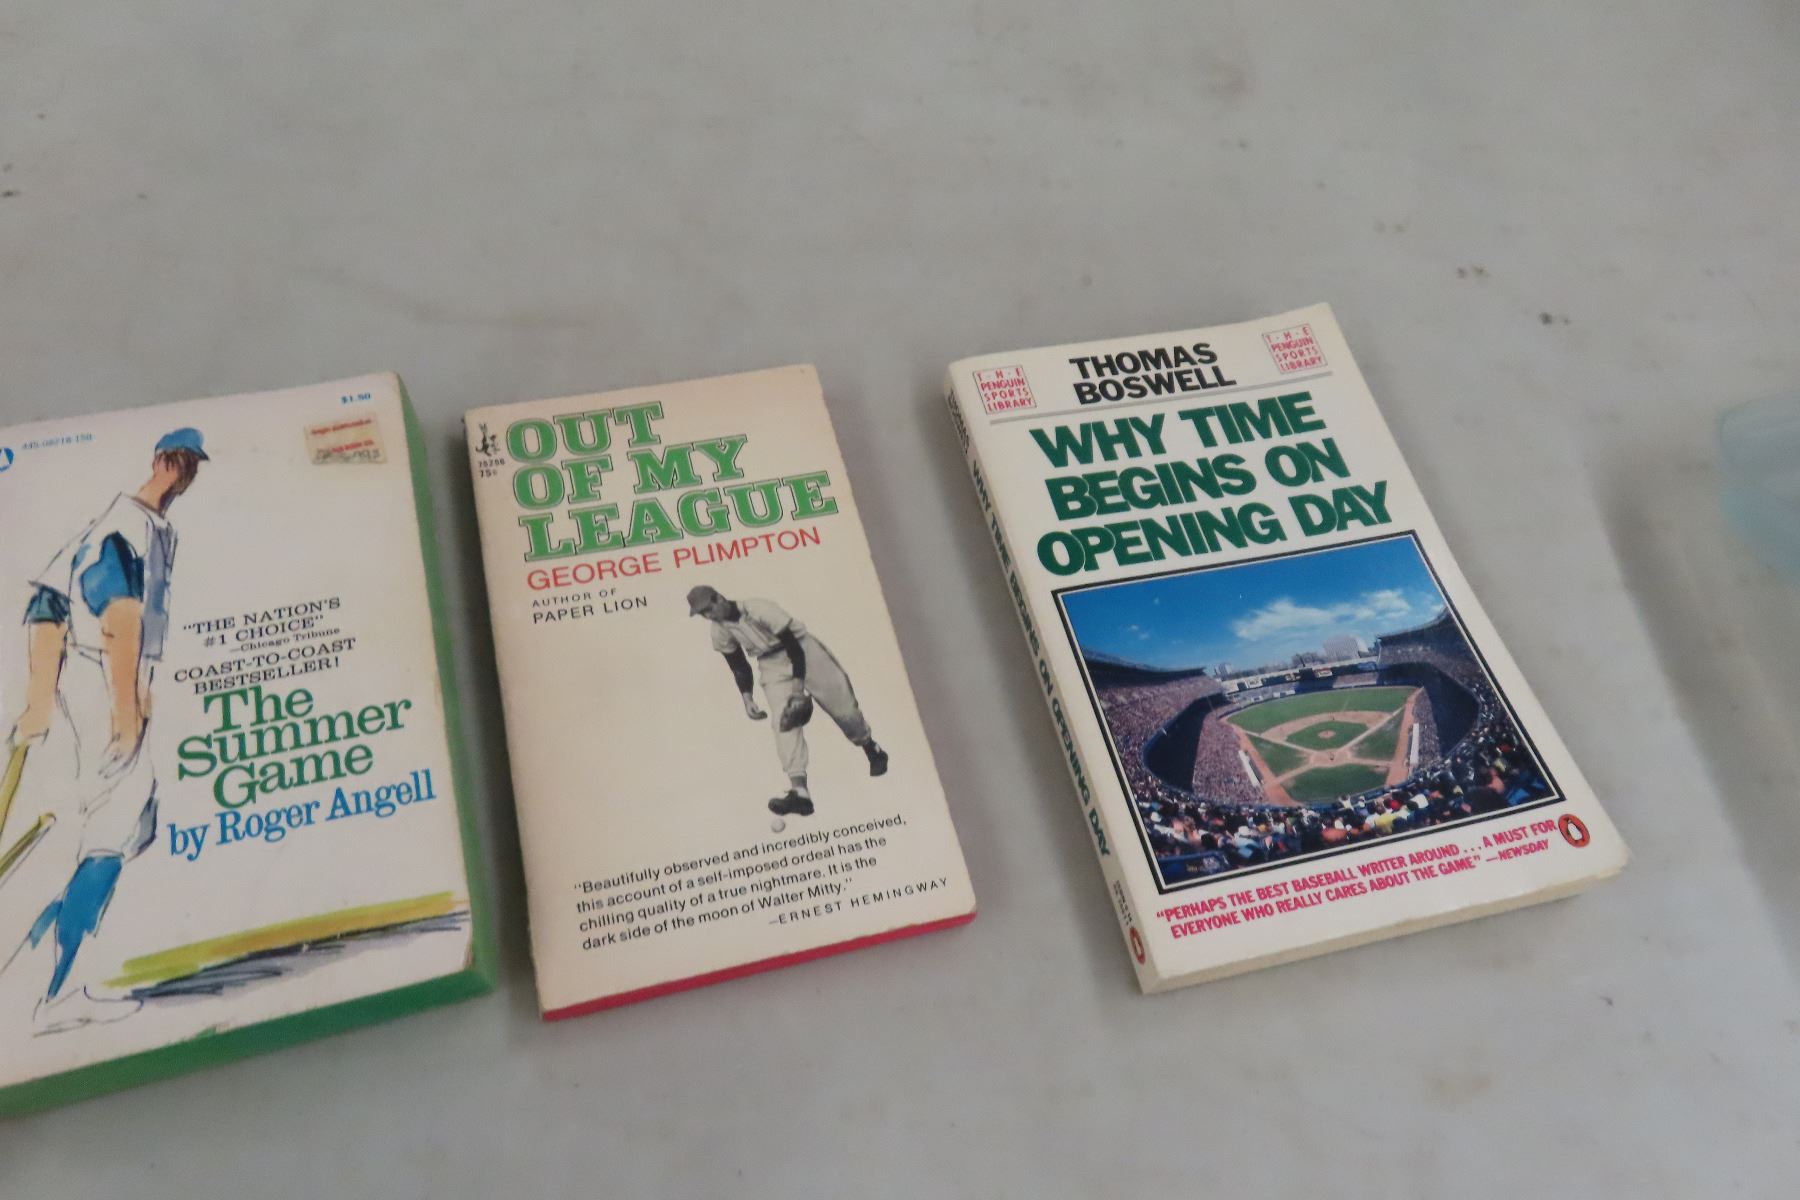 $1.50
"THE NATION'S
#1 CHOICE"
—Chicago Tribune
COAST-TO-COAST
BESTSELLER!
The
Summer
Game
by Roger Angell
75¢
OUT
OF MY
LEAGUE
GEORGE PLIMPTON
AUTHOR OF
PAPER LION
"Beautifully observed and incredibly conceived,
this account of a self-imposed ordeal has the
chilling quality of a true nightmare. It is the
dark side of the moon of Walter Mitty."
—ERNEST HEMINGWAY
T·H·E
PENGUIN
SPORTS
LIBRARY
THOMAS
BOSWELL
T·H·E
PENGUIN
SPORTS
LIBRARY
WHY TIME
BEGINS ON
OPENING DAY
"PERHAPS THE BEST BASEBALL WRITER AROUND . . . A MUST FOR
EVERYONE WHO REALLY CARES ABOUT THE GAME" —NEWSDAY
WHY TIME BEGINS ON OPENING DAY